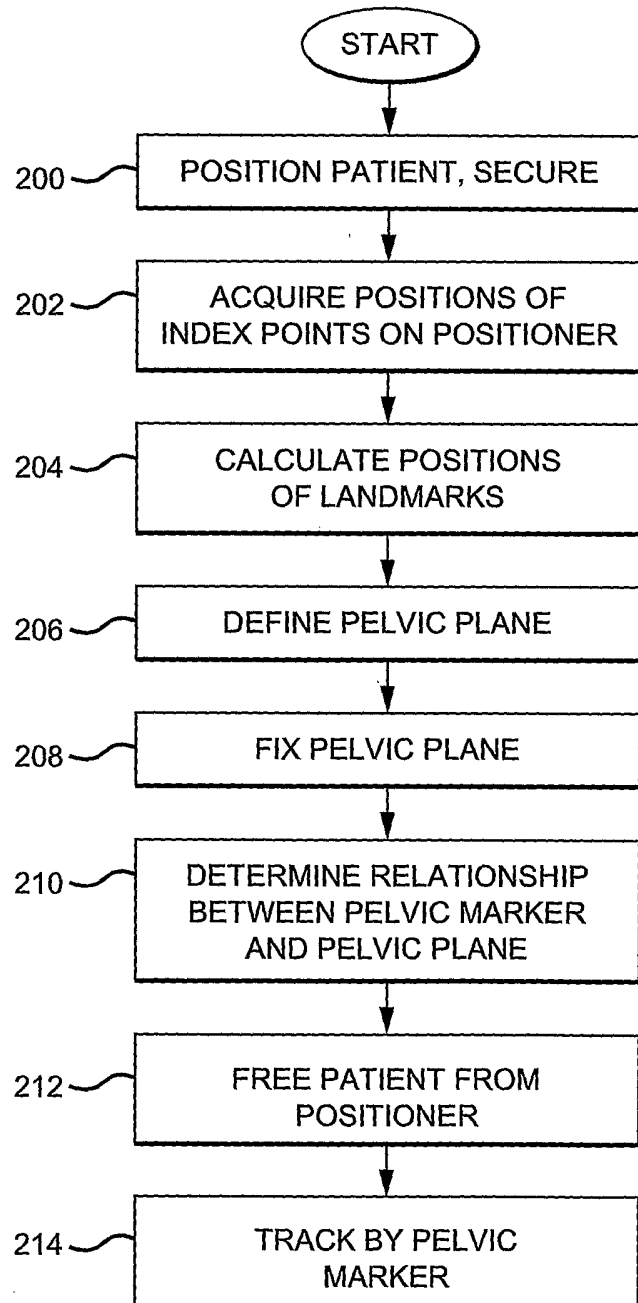 START
200
POSITION PATIENT, SECURE
202
ACQUIRE POSITIONS OF
INDEX POINTS ON POSITIONER
204
CALCULATE POSITIONS
OF LANDMARKS
206
DEFINE PELVIC PLANE
208
FIX PELVIC PLANE
210
DETERMINE RELATIONSHIP
BETWEEN PELVIC MARKER
AND PELVIC PLANE
212
FREE PATIENT FROM
POSITIONER
214
TRACK BY PELVIC
MARKER